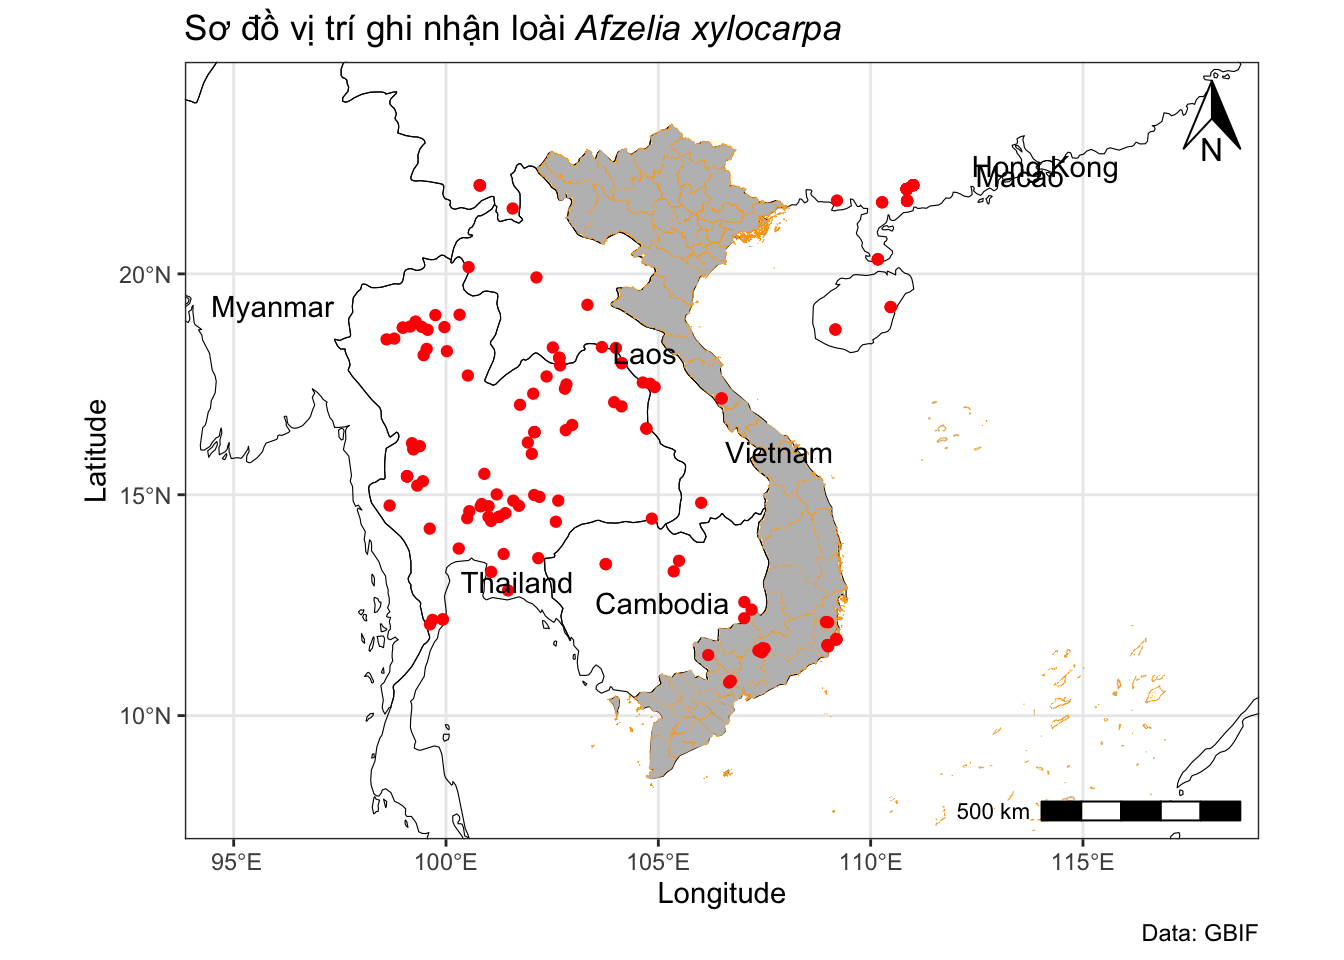 Sơ đồ vị trí ghi nhận loài Afzelia xylocarpa
N
Hong Kong
Macao
20°N
Myanmar
Laos
Vietnam
15°N
Thailand
Cambodia
10°N
500 km
95°E 100°E 105°E 110°E 115°E
Latitude
Longitude
Data: GBIF